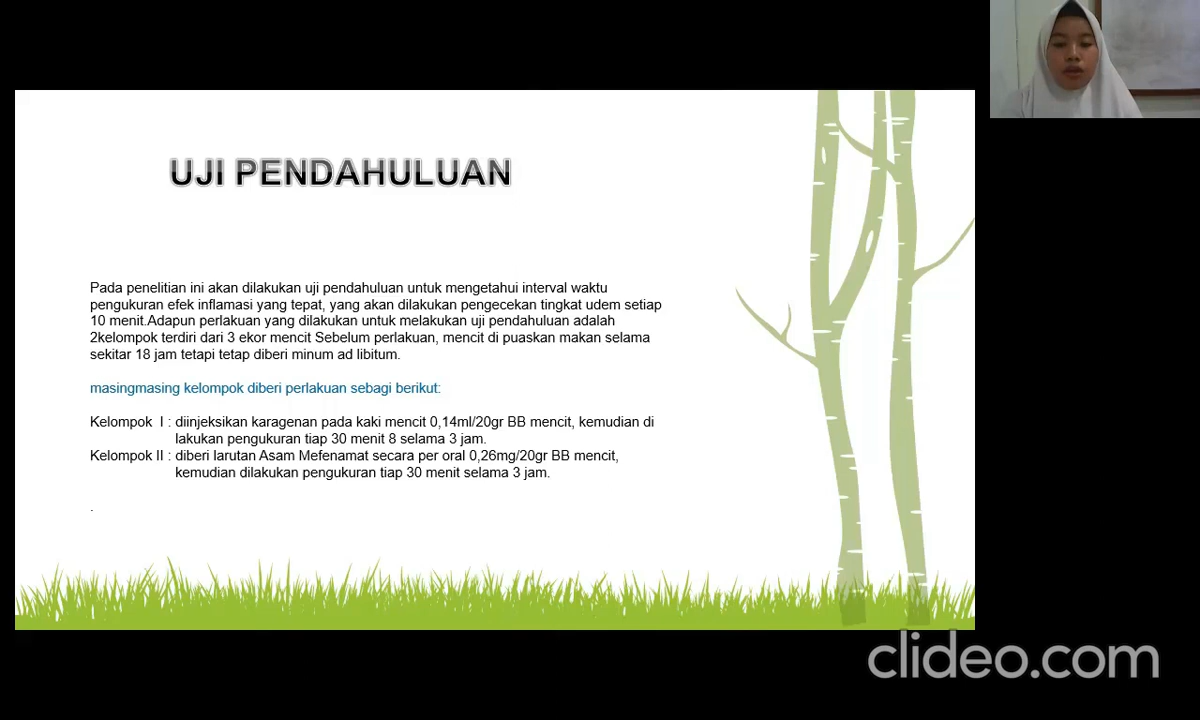 UJI PENDAHULUAN
Pada penelitian ini akan dilakukan uji pendahuluan untuk mengetahui interval waktu
pengukuran efek inflamasi yang tepat, yang akan dilakukan pengecekan tingkat udem setiap
10 menit.Adapun perlakuan yang dilakukan untuk melakukan uji pendahuluan adalah
2kelompok terdiri dari 3 ekor mencit Sebelum perlakuan, mencit di puaskan makan selama
sekitar 18 jam tetapi tetap diberi minum ad libitum.
masingmasing kelompok diberi perlakuan sebagi berikut:
Kelompok I : diinjeksikan karagenan pada kaki mencit 0,14ml/20gr BB mencit, kemudian di
lakukan pengukuran tiap 30 menit 8 selama 3 jam.
Kelompok II : diberi larutan Asam Mefenamat secara per oral 0,26mg/20gr BB mencit,
kemudian dilakukan pengukuran tiap 30 menit selama 3 jam.
.
clideo.com